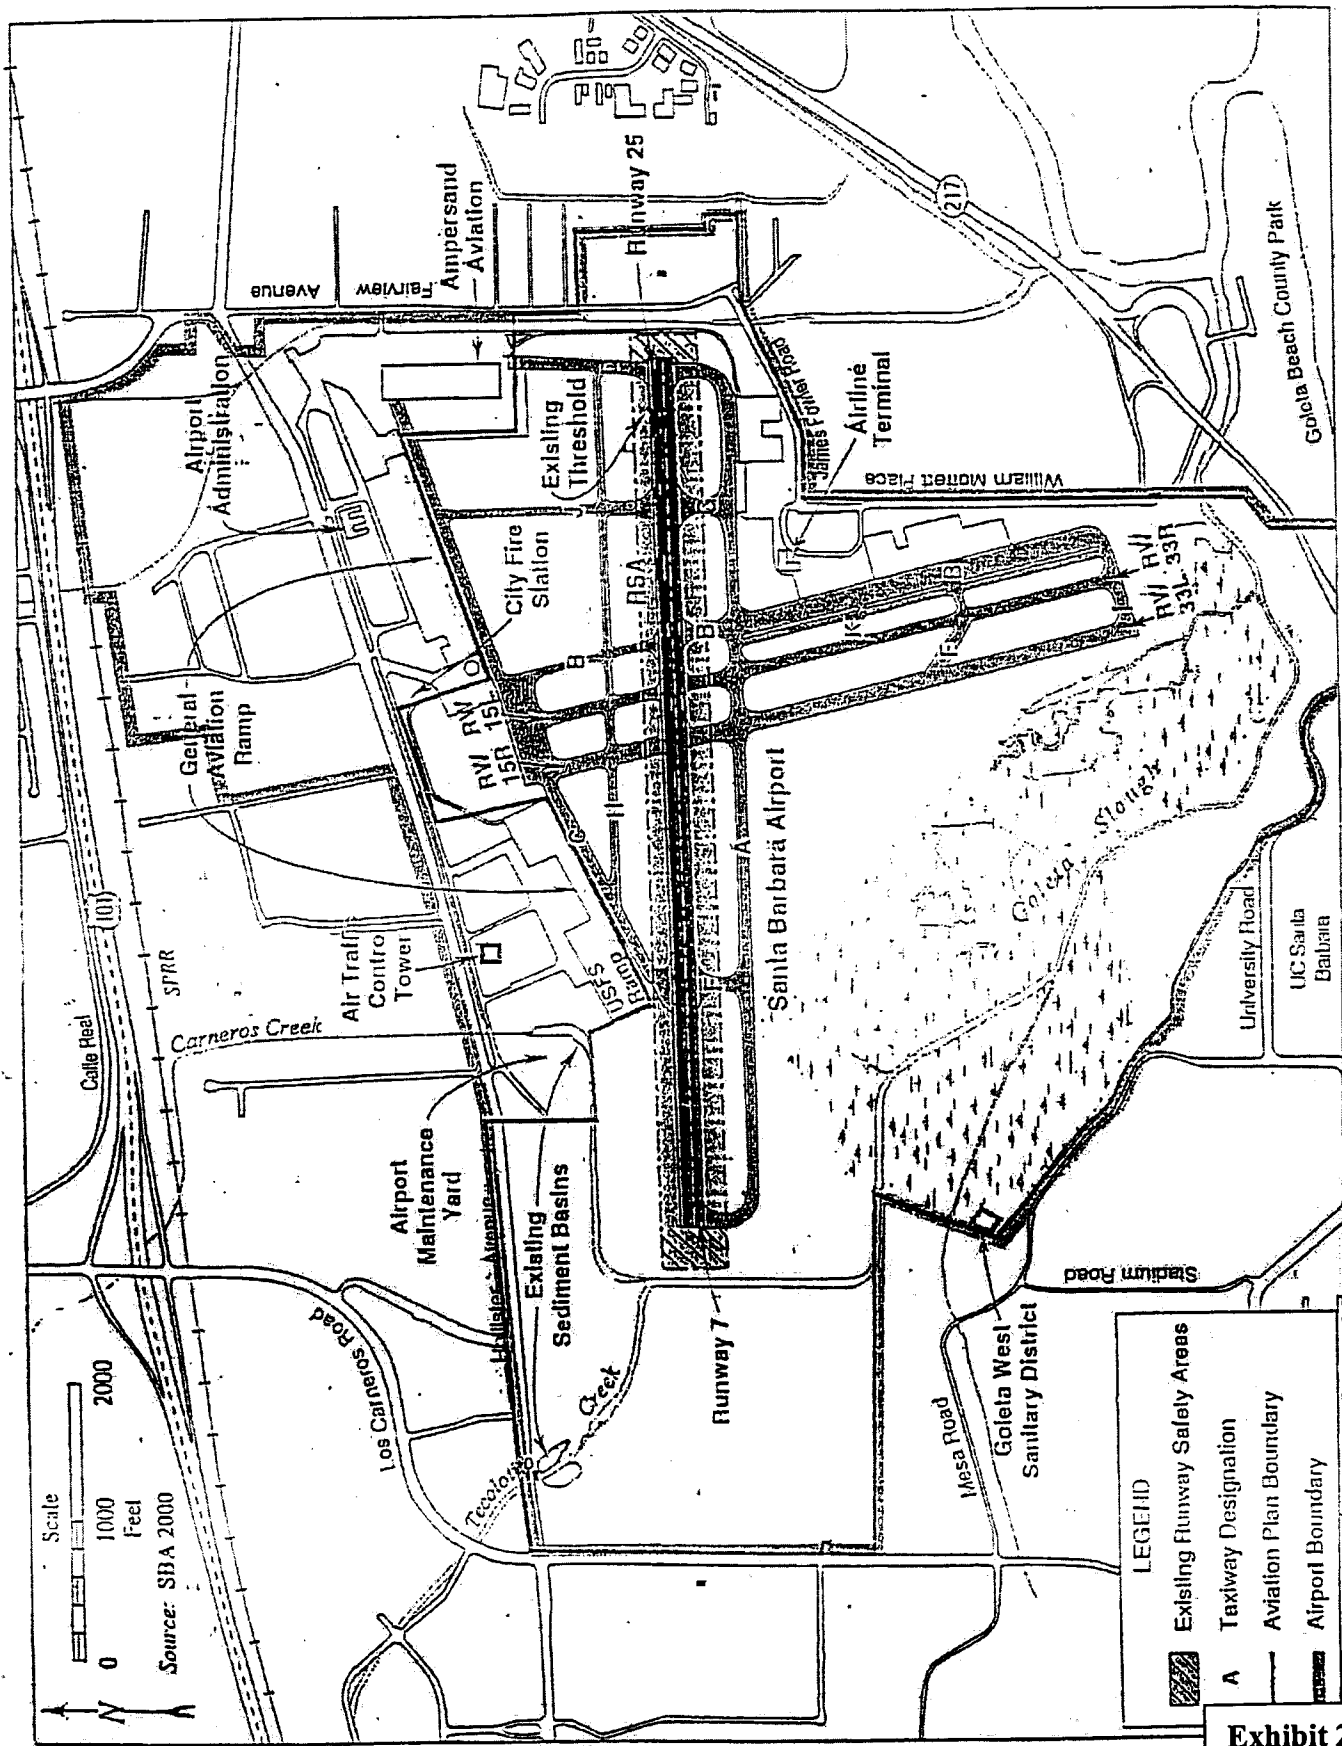 Scale
0 1000 2000
Feet
Source: SBA 2000
N
Calle Real
101
SPRR
Carneros Creek
Los Carneros Road
Hollister Avenue
Airport
Maintenance
Yard
Existing
Sediment Basins
Creek
Air Traffi
Contro
Tower
General
Aviation
Ramp
Airport
Administration
Avenue
Fairview
Ampersand
Aviation
City Fire
Station
RW
15R
RW
15
USFS
Ramp
Existing
Threshold
RSA
Runway 25
Runway 7
G
H
J
B
B
A
K
F
B
RW
33L
RW
33R
Santa Barbara Airport
James Fowler Road
Airline
Terminal
William Moffett Place
217
Goleta Beach County Park
Goleta Slough
University Road
UC Santa
Barbara
Stadium Road
Mesa Road
Goleta West
Sanitary District
LEGEND
Existing Runway Safety Areas
A Taxiway Designation
Aviation Plan Boundary
Airport Boundary
Exhibit 2